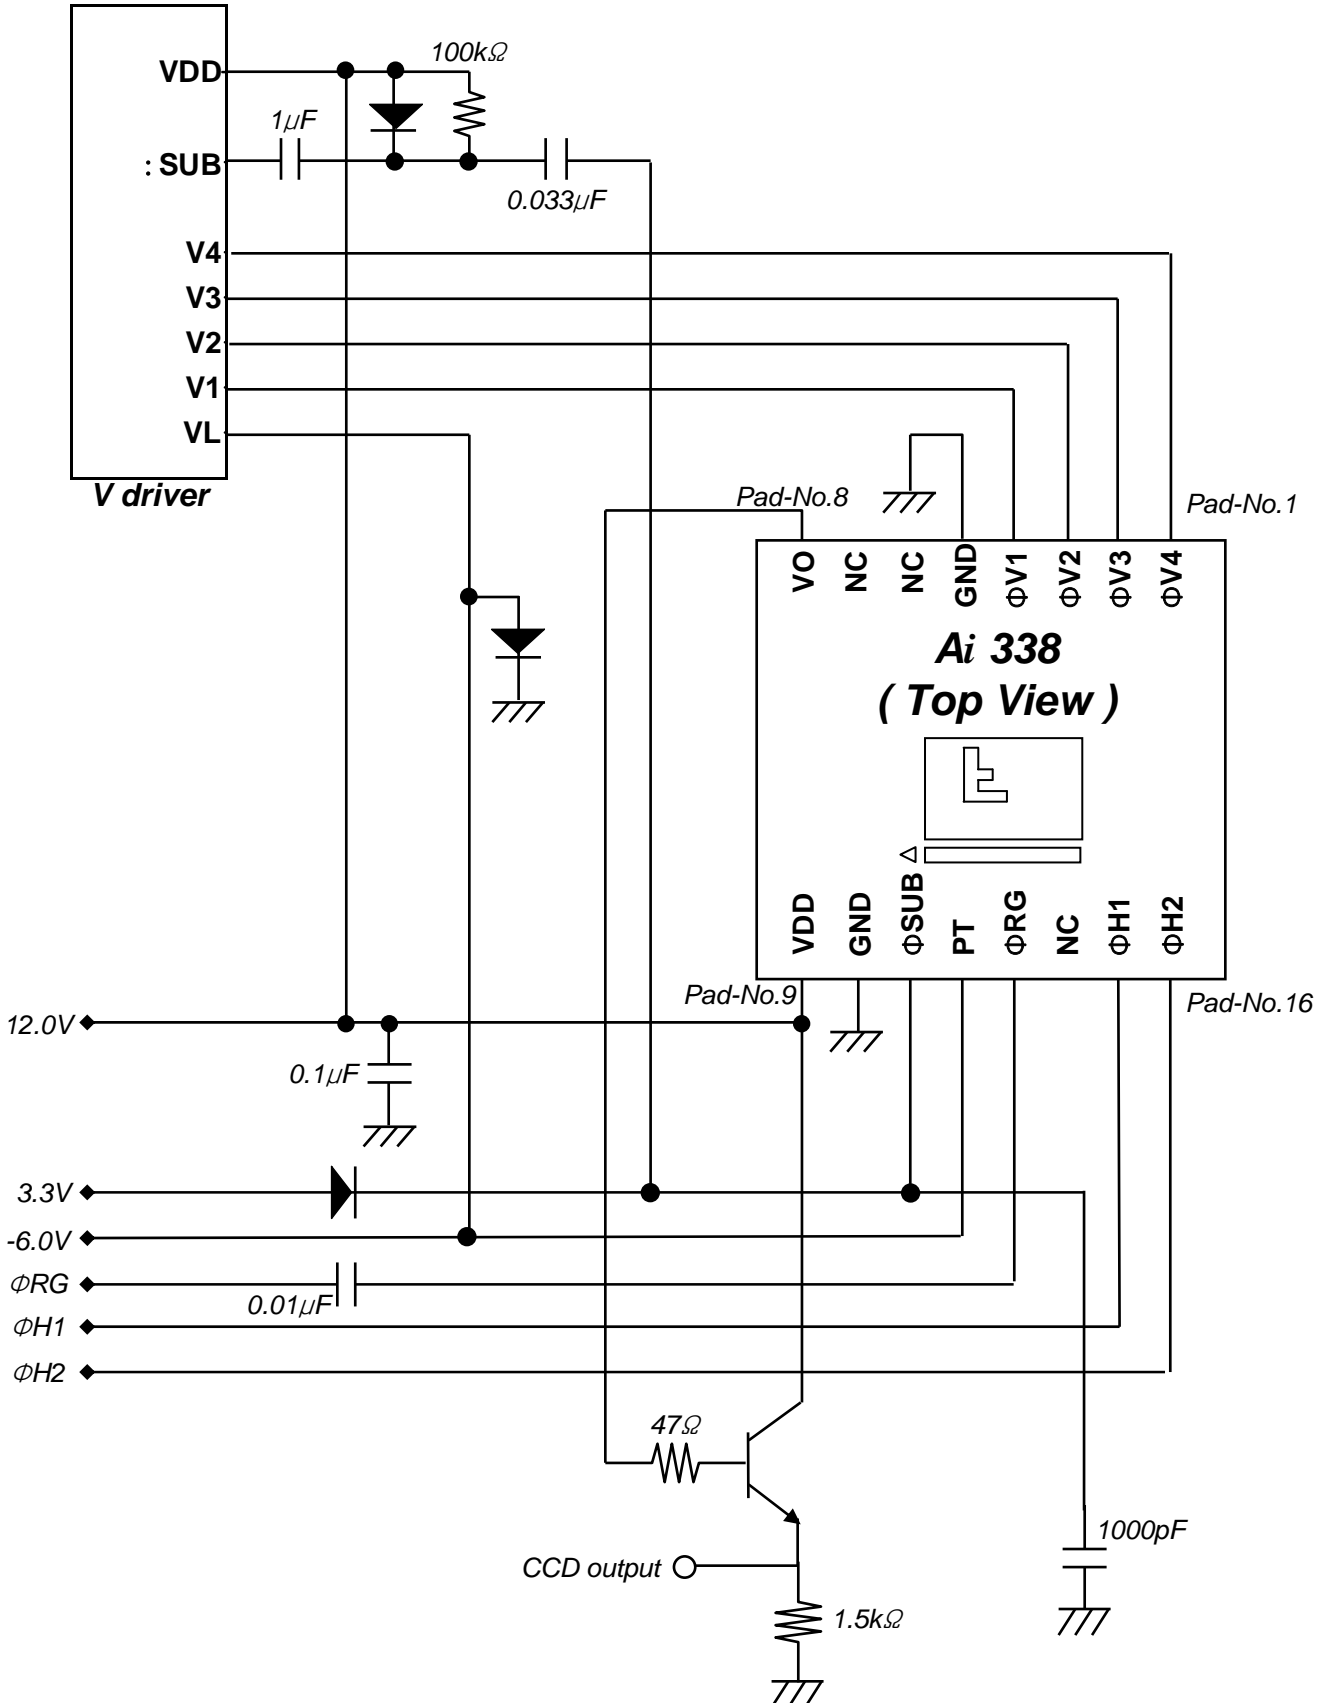 100kΩ
VDD
1μF
: SUB
0.033μF
V4
V3
V2
V1
VL
V driver
Pad-No.8
Pad-No.1
VO
NC
NC
GND
ΦV1
ΦV2
ΦV3
ΦV4
Ai 338
( Top View )
VDD
GND
ΦSUB
PT
ΦRG
NC
ΦH1
ΦH2
Pad-No.9
Pad-No.16
12.0V
0.1μF
3.3V
-6.0V
ΦRG
0.01μF
ΦH1
ΦH2
47Ω
1000pF
CCD output
1.5kΩ